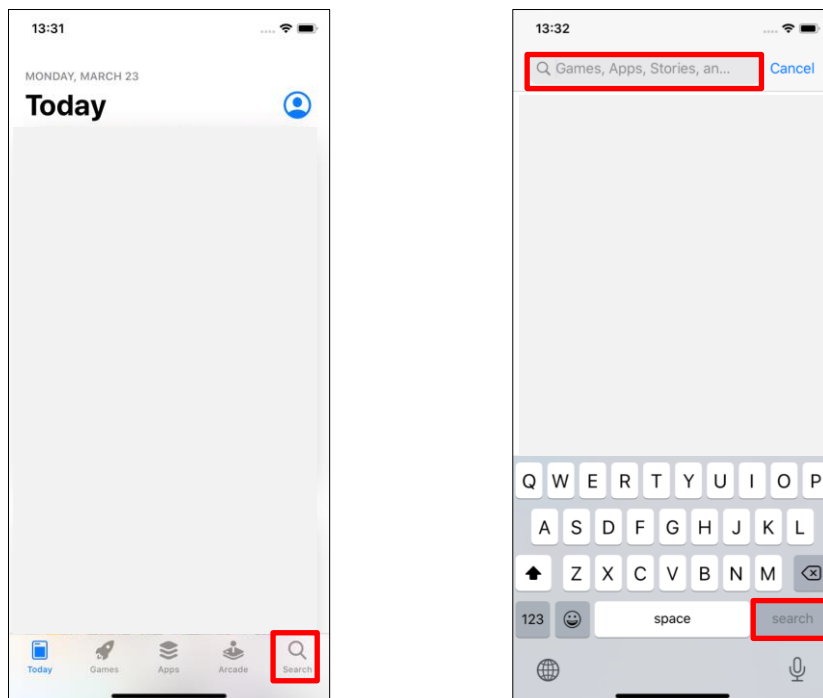 13:31
MONDAY, MARCH 23
Today
Today Games Apps Arcade Search
13:32
Games, Apps, Stories, an... Cancel
Q W E R T Y U I O P
A S D F G H J K L
Z X C V B N M
123 space search